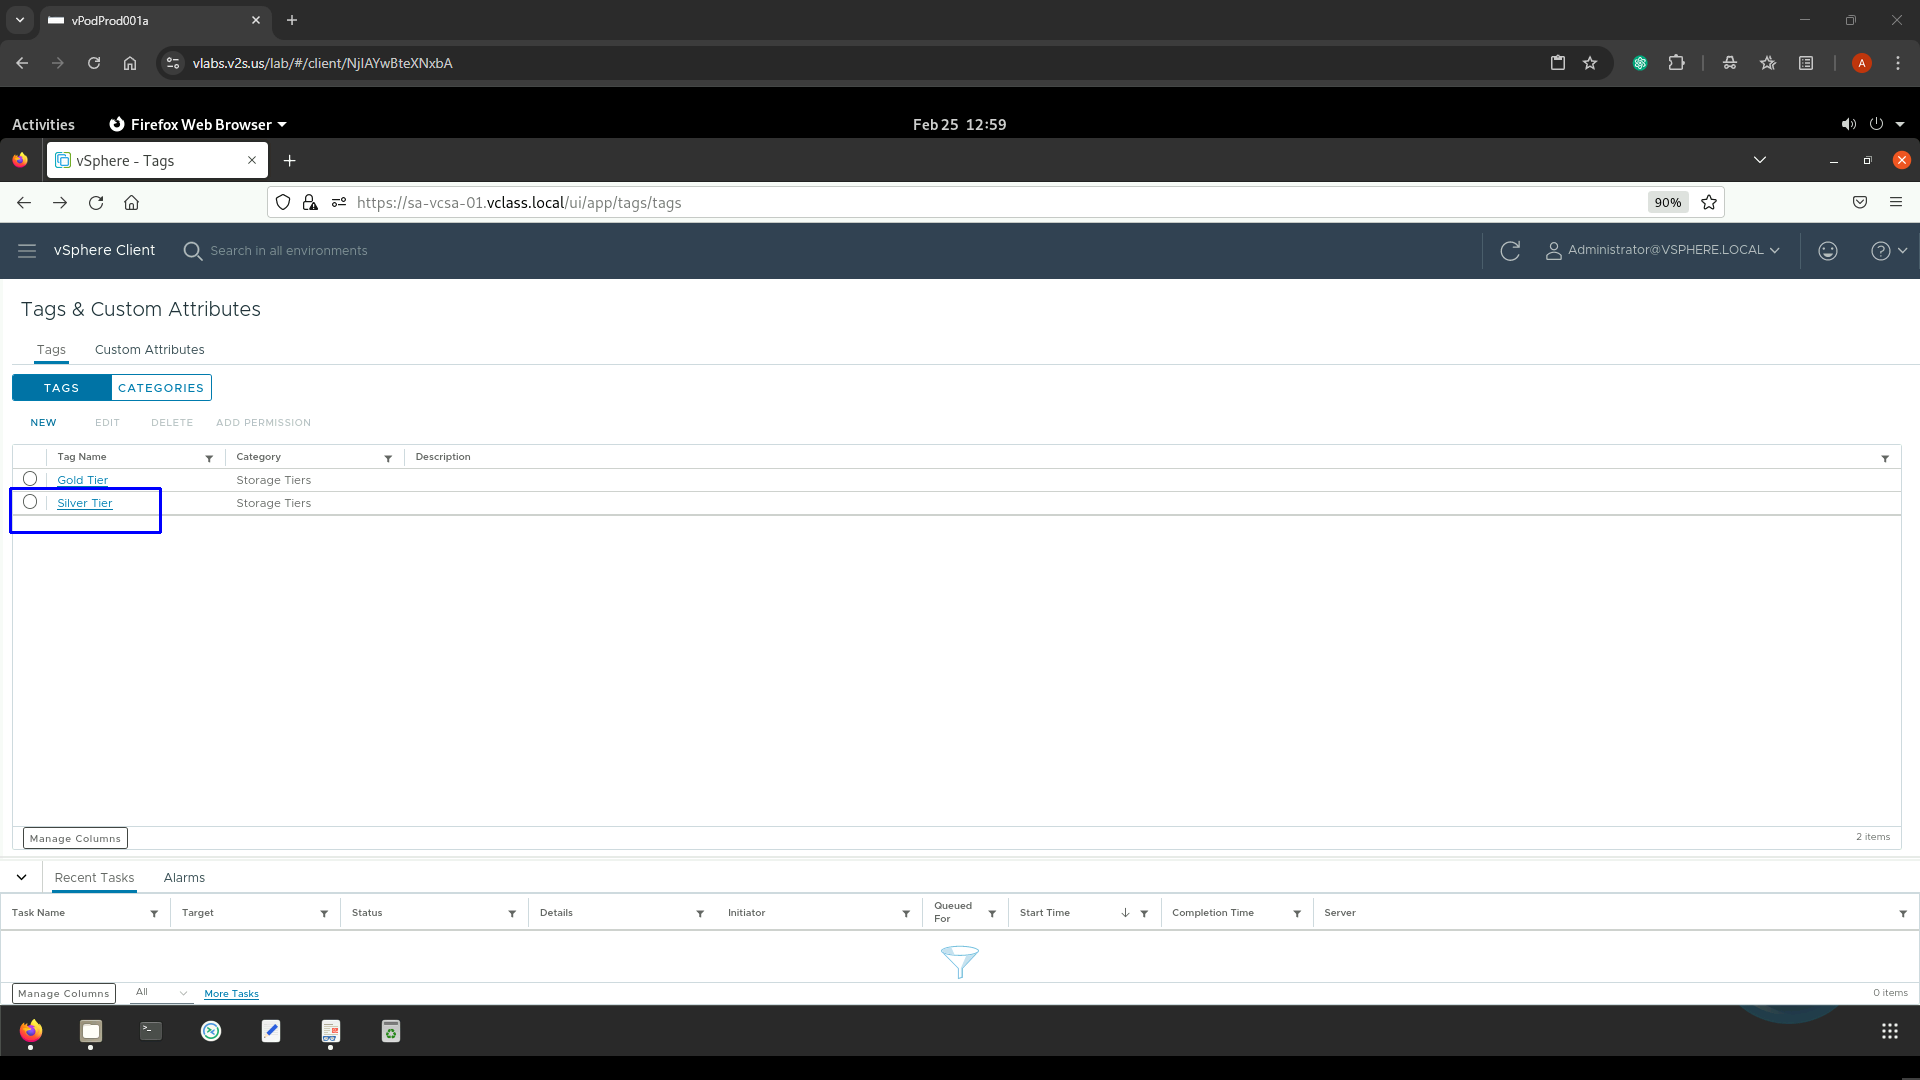 vPodProd001a
vlabs.v2s.us/lab/#/client/NjIAYwBteXNxbA
A
Activities Firefox Web Browser Feb 25 12:59
vSphere - Tags
https://sa-vcsa-01.vclass.local/ui/app/tags/tags 90%
vSphere Client Search in all environments Administrator@VSPHERE.LOCAL
Tags & Custom Attributes
Tags Custom Attributes
TAGS CATEGORIES
NEW EDIT DELETE ADD PERMISSION
Tag Name Category Description
Gold Tier Storage Tiers
Silver Tier Storage Tiers
Manage Columns 2 items
Recent Tasks Alarms
Task Name Target Status Details Initiator Queued For Start Time Completion Time Server
Manage Columns All More Tasks 0 items